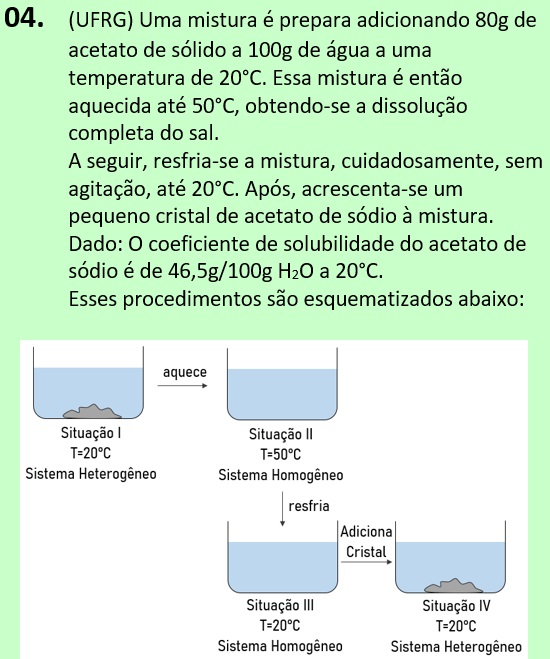 04. (UFRG) Uma mistura é prepara adicionando 80g de
acetato de sólido a 100g de água a uma
temperatura de 20°C. Essa mistura é então
aquecida até 50°C, obtendo-se a dissolução
completa do sal.
A seguir, resfria-se a mistura, cuidadosamente, sem
agitação, até 20°C. Após, acrescenta-se um
pequeno cristal de acetato de sódio à mistura.
Dado: O coeficiente de solubilidade do acetato de
sódio é de 46,5g/100g H₂O a 20°C.
Esses procedimentos são esquematizados abaixo:
aquece
Situação I
T=20°C
Sistema Heterogêneo
Situação II
T=50°C
Sistema Homogêneo
resfria
Adiciona
Cristal
Situação III
T=20°C
Sistema Homogêneo
Situação IV
T=20°C
Sistema Heterogêneo